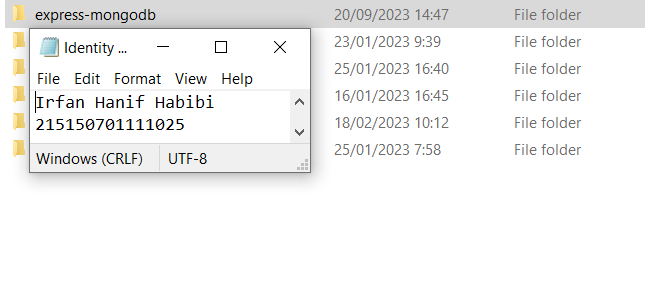 express-mongodb 20/09/2023 14:47 File folder
23/01/2023 9:39 File folder
25/01/2023 16:40 File folder
16/01/2023 16:45 File folder
18/02/2023 10:12 File folder
25/01/2023 7:58 File folder
Identity ...
File Edit Format View Help
Irfan Hanif Habibi
215150701111025
Windows (CRLF) UTF-8